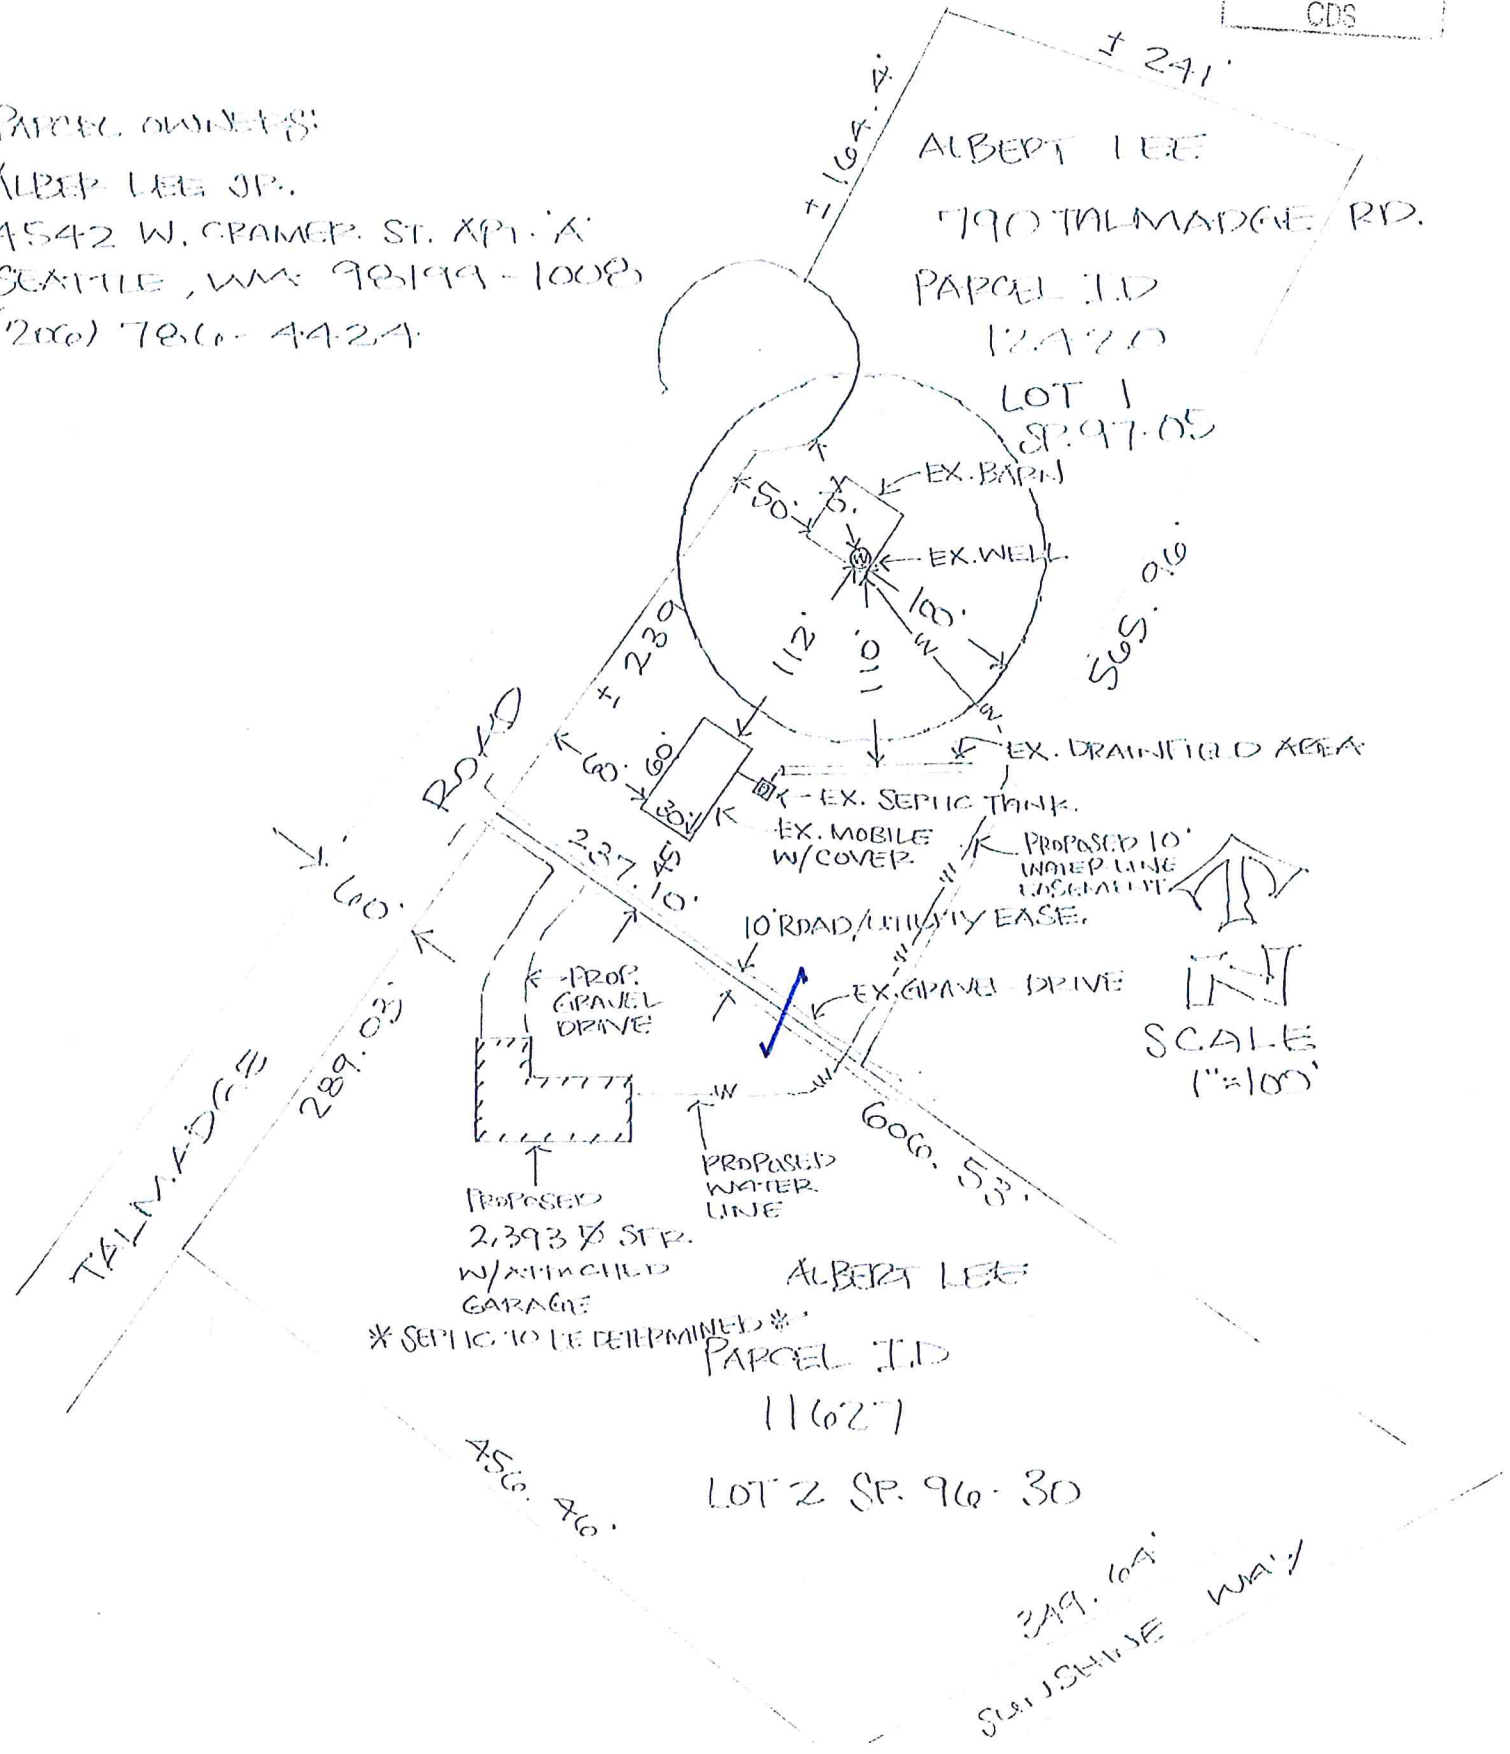 CDS
± 241'
PARCEL OWNERS:
ALBER LEE JR.
4542 W. CRAMER ST. APT. 'A'
SEATTLE, WA. 98199-1008
(206) 786-4424
± 164.4'
ALBERT LEE
790 TALMADGE RD.
PARCEL I.D
12420
LOT 1
SP. 97-05
EX. BARN
50'
EX. WELL
W
112'
110'
100'
W
± 239
565.96'
ROAD
60'
60'
30'
W
EX. DRAINFIELD AREA
EX. SEPTIC TANK.
EX. MOBILE
W/COVER
PROPOSED 10'
WATER LINE
EASEMENT
237.10'
45'
60'
W
10' ROAD/UTILITY EASE.
W
PROP.
GRAVEL
DRIVE
EX. GRAVEL DRIVE
N
SCALE
1"=100'
289.03'
TALMADGE
W
W
606.53'
PROPOSED
WATER
LINE
PROPOSED
2,393 SFR.
W/ATTACHED
GARAGE
*SEPTIC TO BE DETERMINED*
ALBERT LEE
PARCEL I.D
11627
LOT 2 SP. 96-30
456.46'
349.64'
SUNSHINE WAY